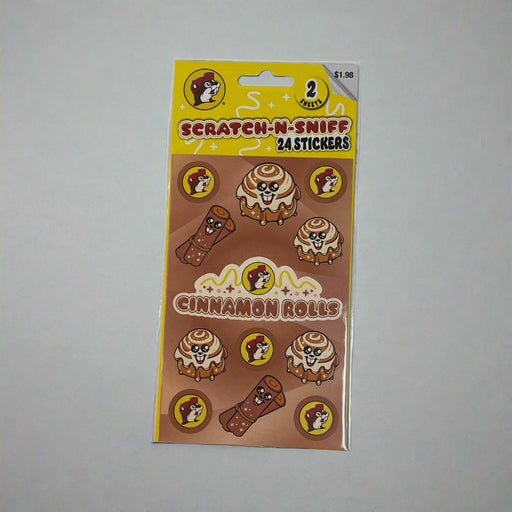 $1.98
2
SHEETS
SCRATCH-N-SNIFF
24 STICKERS
CINNAMON ROLLS